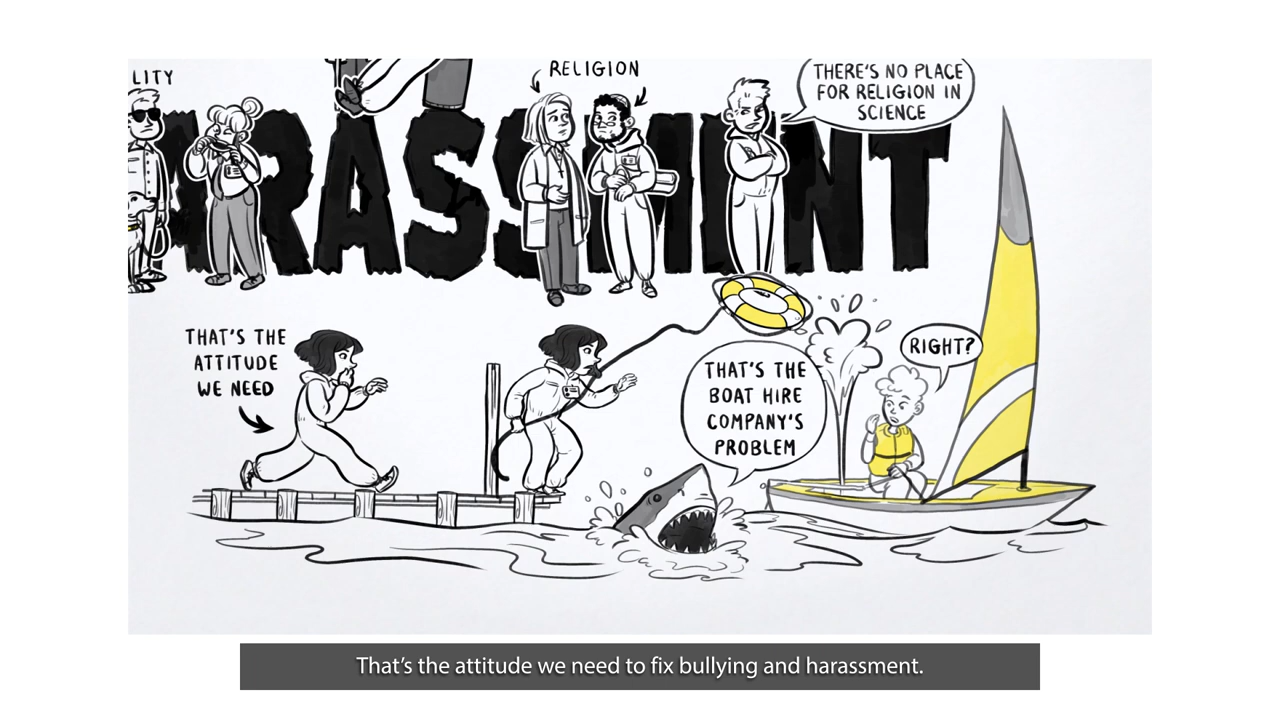 LITY
RELIGION
THERE'S NO PLACE
FOR RELIGION IN
SCIENCE
ARASSMENT
THAT'S THE
ATTITUDE
WE NEED
THAT'S THE
BOAT HIRE
COMPANY'S
PROBLEM
RIGHT?
That's the attitude we need to fix bullying and harassment.